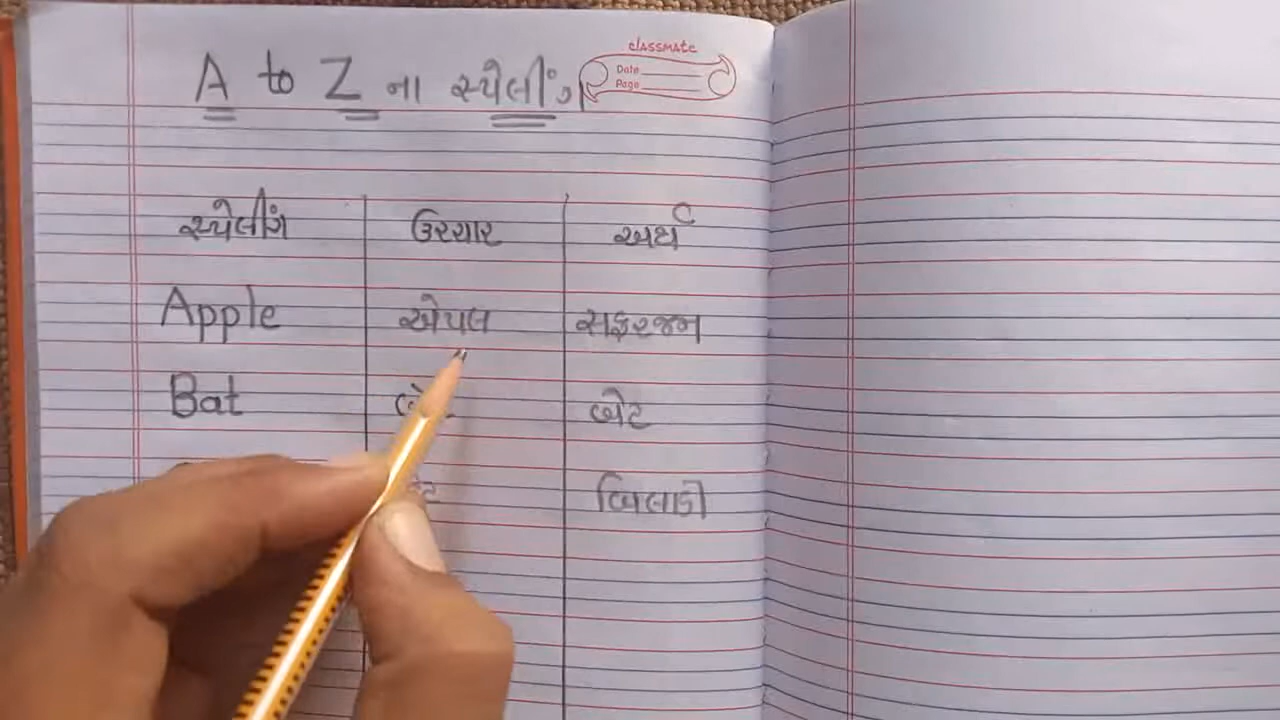 classmate
Date
Page
A to Z ના સ્પેલીંગ
સ્પેલીંગ ઉચ્ચાર અર્થ
Apple એપલ સફરજન
Bat બેટ બેટ
બિલાડી